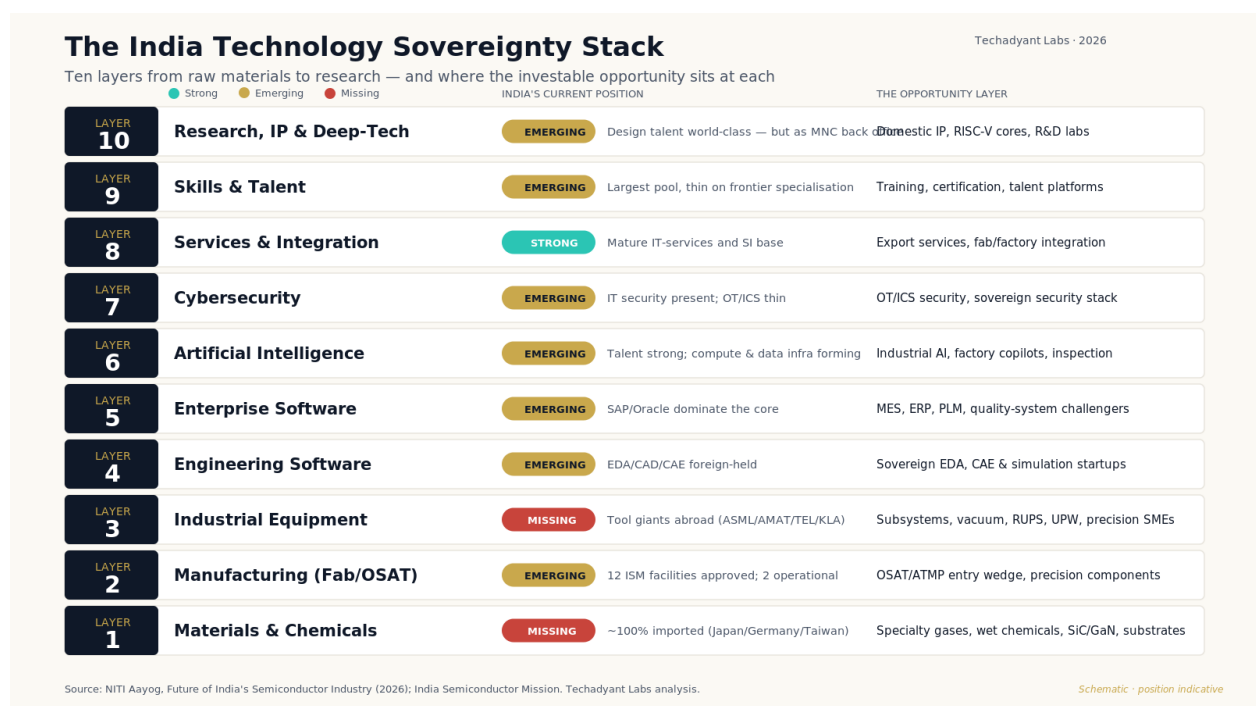 The India Technology Sovereignty Stack
Techadyant Labs · 2026
Ten layers from raw materials to research — and where the investable opportunity sits at each
Strong Emerging Missing INDIA'S CURRENT POSITION THE OPPORTUNITY LAYER
LAYER
10 Research, IP & Deep-Tech EMERGING Design talent world-class — but as MNC back office Domestic IP, RISC-V cores, R&D labs
LAYER
9 Skills & Talent EMERGING Largest pool, thin on frontier specialisation Training, certification, talent platforms
LAYER
8 Services & Integration STRONG Mature IT-services and SI base Export services, fab/factory integration
LAYER
7 Cybersecurity EMERGING IT security present; OT/ICS thin OT/ICS security, sovereign security stack
LAYER
6 Artificial Intelligence EMERGING Talent strong; compute & data infra forming Industrial AI, factory copilots, inspection
LAYER
5 Enterprise Software EMERGING SAP/Oracle dominate the core MES, ERP, PLM, quality-system challengers
LAYER
4 Engineering Software EMERGING EDA/CAD/CAE foreign-held Sovereign EDA, CAE & simulation startups
LAYER
3 Industrial Equipment MISSING Tool giants abroad (ASML/AMAT/TEL/KLA) Subsystems, vacuum, RUPS, UPW, precision SMEs
LAYER
2 Manufacturing (Fab/OSAT) EMERGING 12 ISM facilities approved; 2 operational OSAT/ATMP entry wedge, precision components
LAYER
1 Materials & Chemicals MISSING ~100% imported (Japan/Germany/Taiwan) Specialty gases, wet chemicals, SiC/GaN, substrates
Source: NITI Aayog, Future of India's Semiconductor Industry (2026); India Semiconductor Mission. Techadyant Labs analysis.
Schematic · position indicative